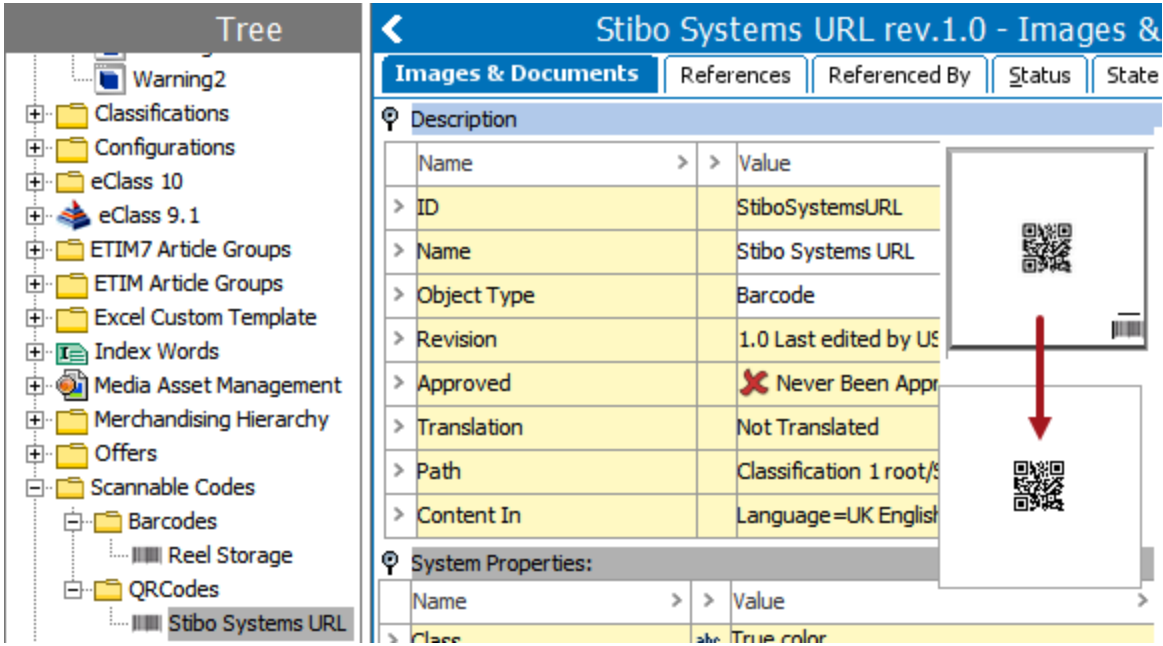 Tree
Warning2
Classifications
Configurations
eClass 10
eClass 9.1
ETIM7 Article Groups
ETIM Article Groups
Excel Custom Template
Index Words
Media Asset Management
Merchandising Hierarchy
Offers
Scannable Codes
Barcodes
Reel Storage
QRCodes
Stibo Systems URL
Stibo Systems URL rev.1.0 - Images &
Images & Documents References Referenced By Status State
Description
Name > > Value
> ID StiboSystemsURL
> Name Stibo Systems URL
> Object Type Barcode
> Revision 1.0 Last edited by US
> Approved Never Been Appr
> Translation Not Translated
> Path Classification 1 root/S
> Content In Language=UK English
System Properties:
Name > > Value >
> Class abc True color